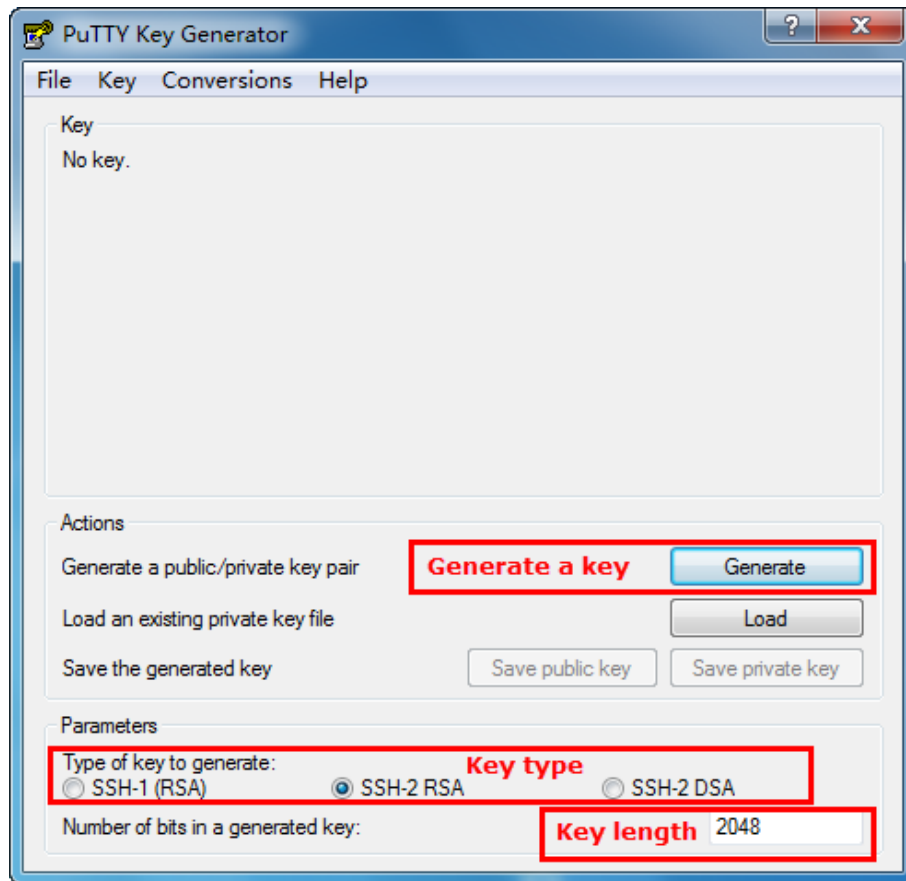 PuTTY Key Generator
File Key Conversions Help
Key
No key.
Actions
Generate a public/private key pair Generate a key Generate
Load an existing private key file Load
Save the generated key Save public key Save private key
Parameters
Type of key to generate: Key type
SSH-1 (RSA) SSH-2 RSA SSH-2 DSA
Number of bits in a generated key: Key length 2048